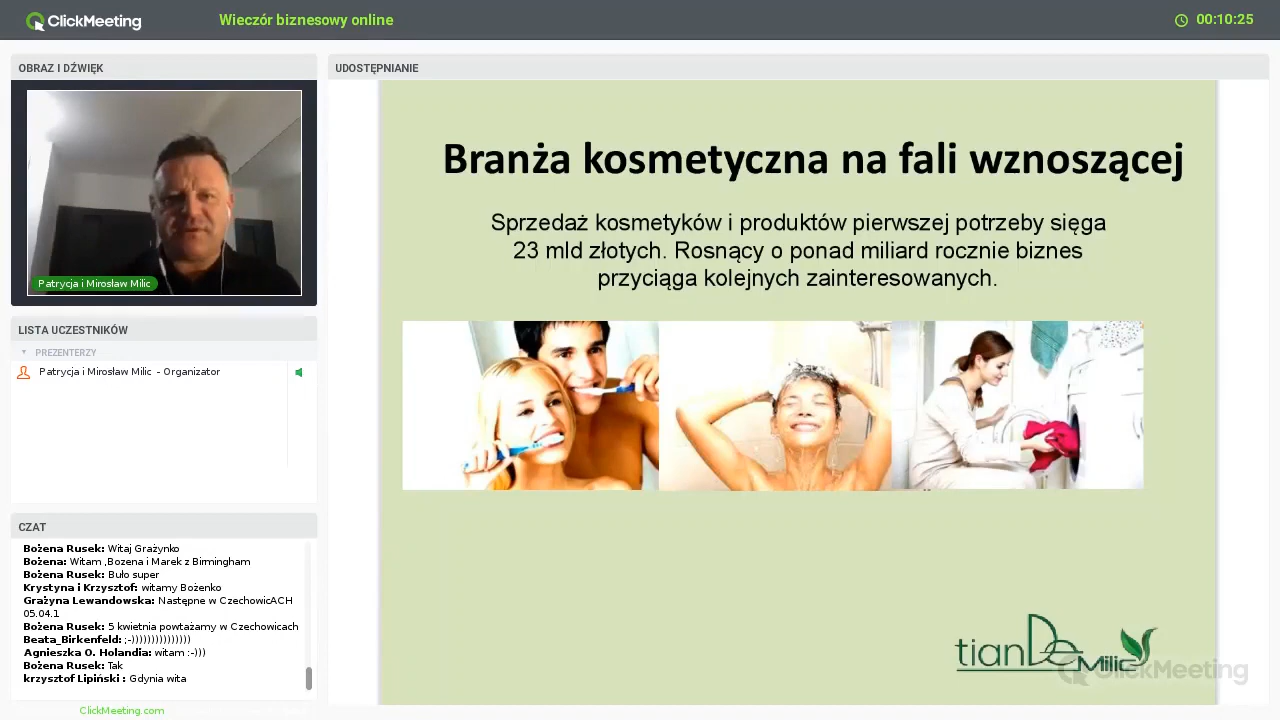 ClickMeeting
Wieczór biznesowy online
00:10:25
OBRAZ I DŹWIĘK
Patrycja i Mirosław Milic
LISTA UCZESTNIKÓW
PREZENTERZY
Patrycja i Mirosław Milic - Organizator
CZAT
Bożena Rusek: Witaj Grażynko
Bożena: Witam ,Bozena i Marek z Birmingham
Bożena Rusek: Buło super
Krystyna i Krzysztof: witamy Bożenko
Grażyna Lewandowska: Następne w CzechowicACH
05.04.1
Bożena Rusek: 5 kwietnia powtażamy w Czechowicach
Beata_Birkenfeld: ;-)))))))))))))))
Agnieszka O. Holandia: witam :-)))
Bożena Rusek: Tak
krzysztof Lipiński : Gdynia wita
ClickMeeting.com
UDOSTĘPNIANIE
Branża kosmetyczna na fali wznoszącej
Sprzedaż kosmetyków i produktów pierwszej potrzeby sięga
23 mld złotych. Rosnący o ponad miliard rocznie biznes
przyciąga kolejnych zainteresowanych.
tianDe Milic
ClickMeeting